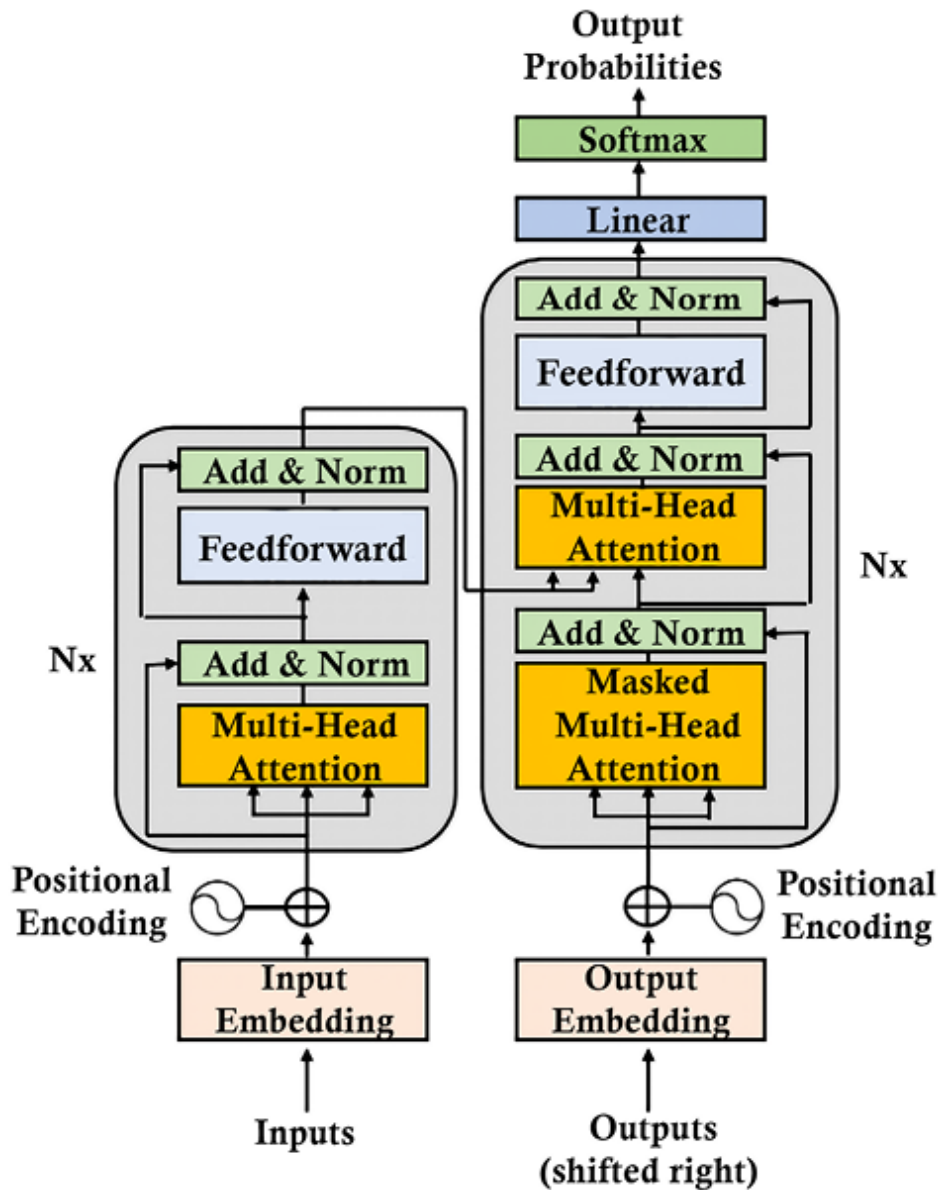 Output
Probabilities
Softmax
Linear
Add & Norm
Feedforward
Add & Norm
Multi-Head
Attention
Nx
Add & Norm
Masked
Multi-Head
Attention
Add & Norm
Feedforward
Nx
Add & Norm
Multi-Head
Attention
Positional
Encoding
Positional
Encoding
Input
Embedding
Output
Embedding
Inputs
Outputs
(shifted right)